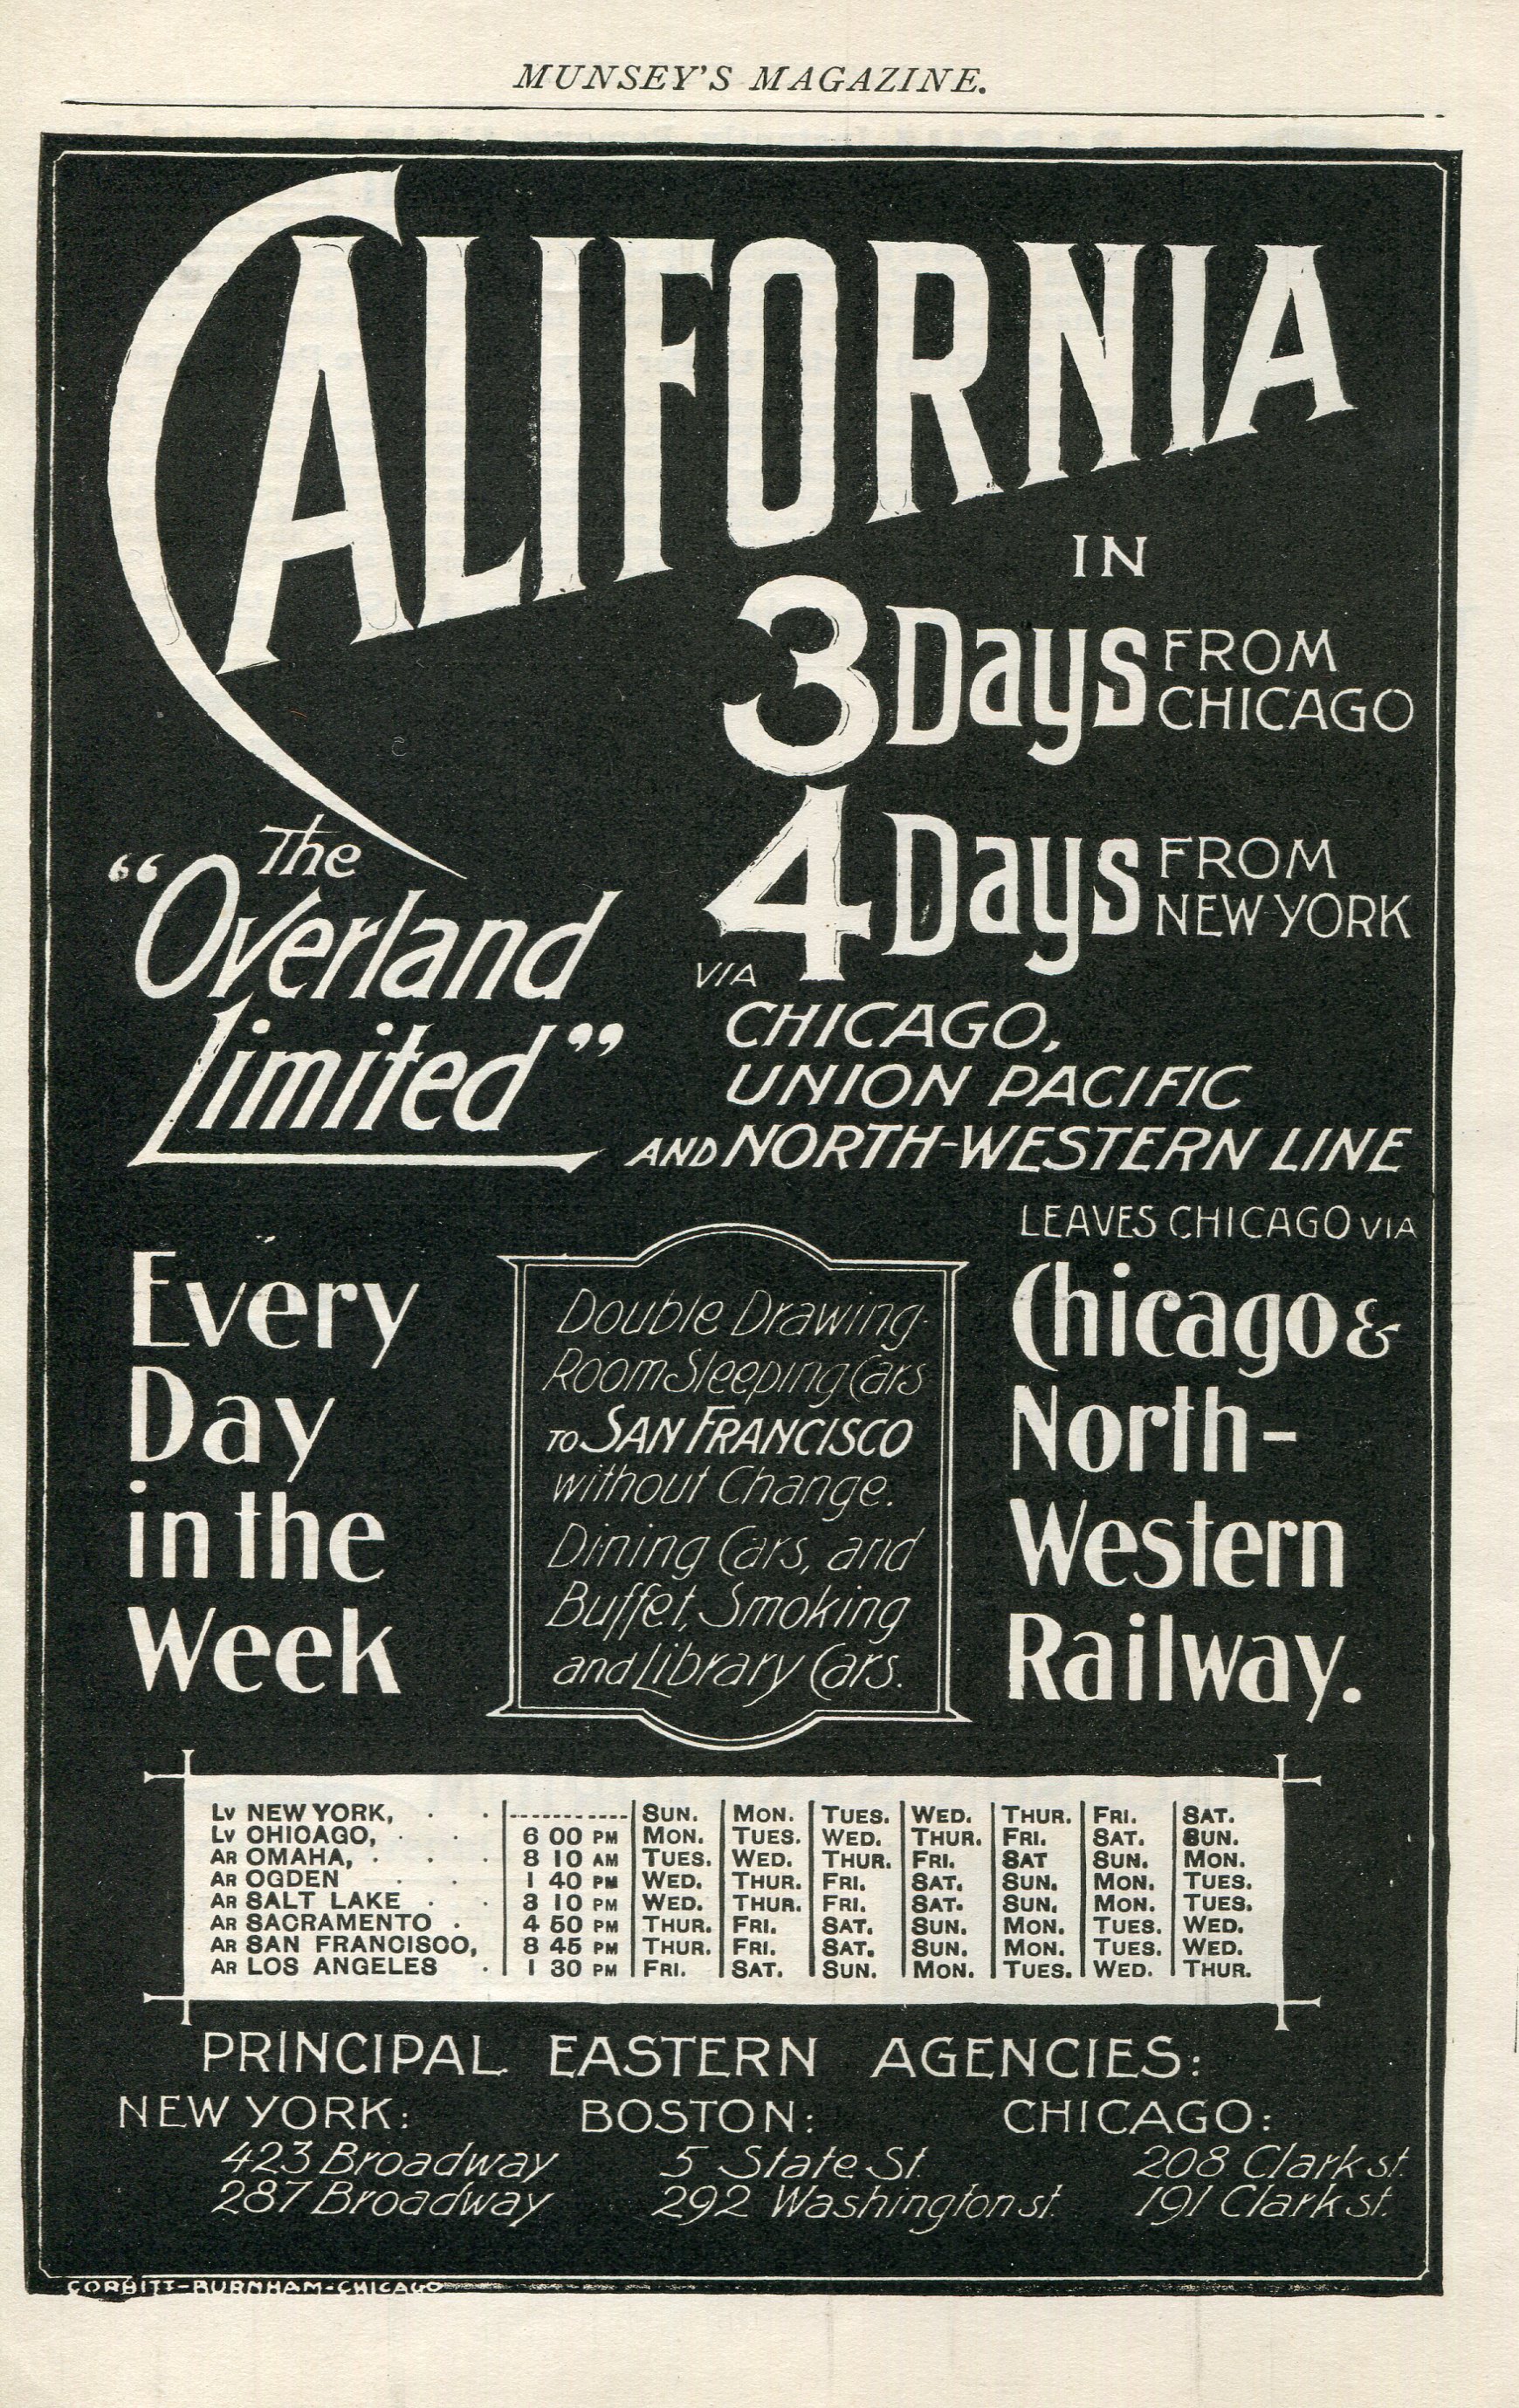 MUNSEY'S MAGAZINE.
CALIFORNIA
IN
3 Days FROM CHICAGO
4 Days FROM NEW YORK
The
"Overland
Limited"
VIA
CHICAGO,
UNION PACIFIC
AND NORTH-WESTERN LINE
Every
Day
in the
Week
Double Drawing-
Room Sleeping Cars
TO SAN FRANCISCO
without Change.
Dining Cars, and
Buffet, Smoking
and Library Cars.
LEAVES CHICAGO VIA
Chicago &
North-
Western
Railway.
LV NEW YORK, . . ----------- SUN. MON. TUES. WED. THUR. FRI. SAT.
LV CHICAGO, . . . 6 00 PM MON. TUES. WED. THUR. FRI. SAT. SUN.
AR OMAHA, . . . 8 10 AM TUES. WED. THUR. FRI. SAT SUN. MON.
AR OGDEN . . . 1 40 PM WED. THUR. FRI. SAT. SUN. MON. TUES.
AR SALT LAKE . . 3 10 PM WED. THUR. FRI. SAT. SUN. MON. TUES.
AR SACRAMENTO . . 4 50 PM THUR. FRI. SAT. SUN. MON. TUES. WED.
AR SAN FRANCISCO, 8 45 PM THUR. FRI. SAT. SUN. MON. TUES. WED.
AR LOS ANGELES . 1 30 PM FRI. SAT. SUN. MON. TUES. WED. THUR.
PRINCIPAL EASTERN AGENCIES:
NEW YORK: BOSTON: CHICAGO:
423 Broadway 5 State St. 208 Clark st.
287 Broadway 292 Washington st. 191 Clark st.
CORBITT-BURNHAM-CHICAGO